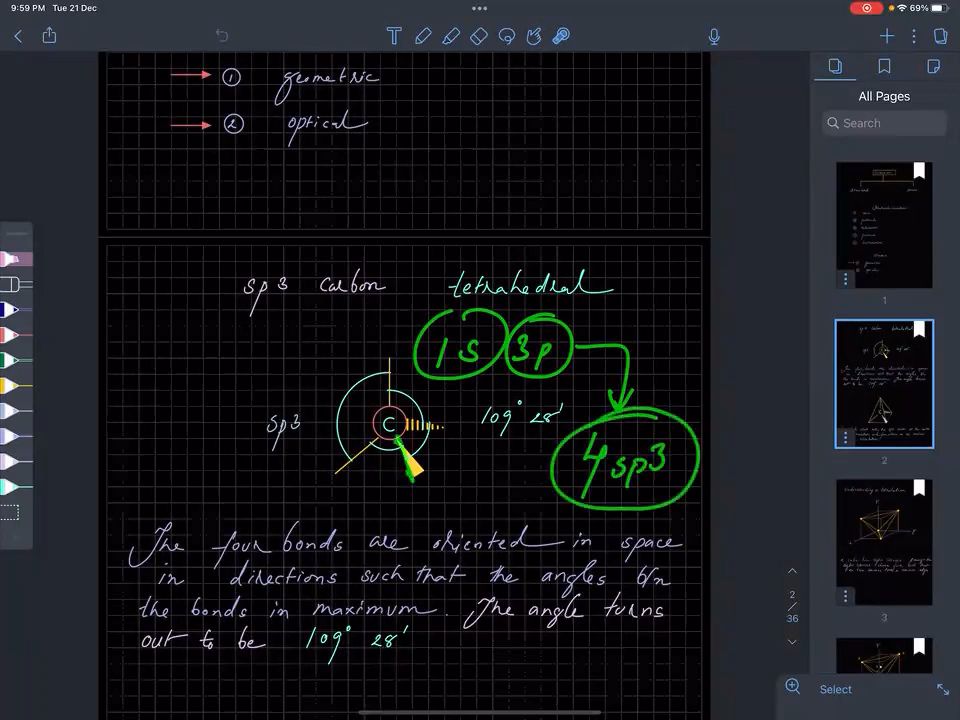 9:59 PM Tue 21 Dec
69%
T
1 geometric
2 optical
sp3 carbon tetrahedral
1s 3p
sp3
C
109° 28'
4 sp3
The four bonds are oriented in space
in directions such that the angles b/n
the bonds in maximum. The angle turns
out to be 109° 28'
All Pages
Search
1
2
3
2
/
36
Select